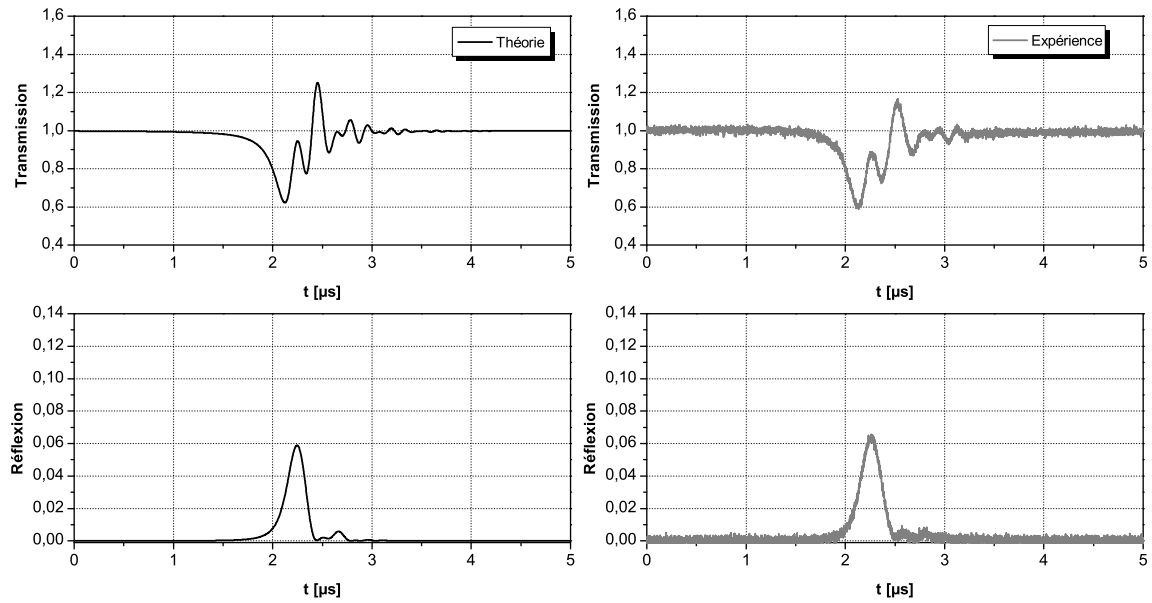 1,6
1,4
1,2
1,0
0,8
0,6
0,4
Transmission
Théorie
0 1 2 3 4 5
t [µs]
1,6
1,4
1,2
1,0
0,8
0,6
0,4
Transmission
Expérience
0 1 2 3 4 5
t [µs]
0,14
0,12
0,10
0,08
0,06
0,04
0,02
0,00
Réflexion
0 1 2 3 4 5
t [µs]
0,14
0,12
0,10
0,08
0,06
0,04
0,02
0,00
Réflexion
0 1 2 3 4 5
t [µs]